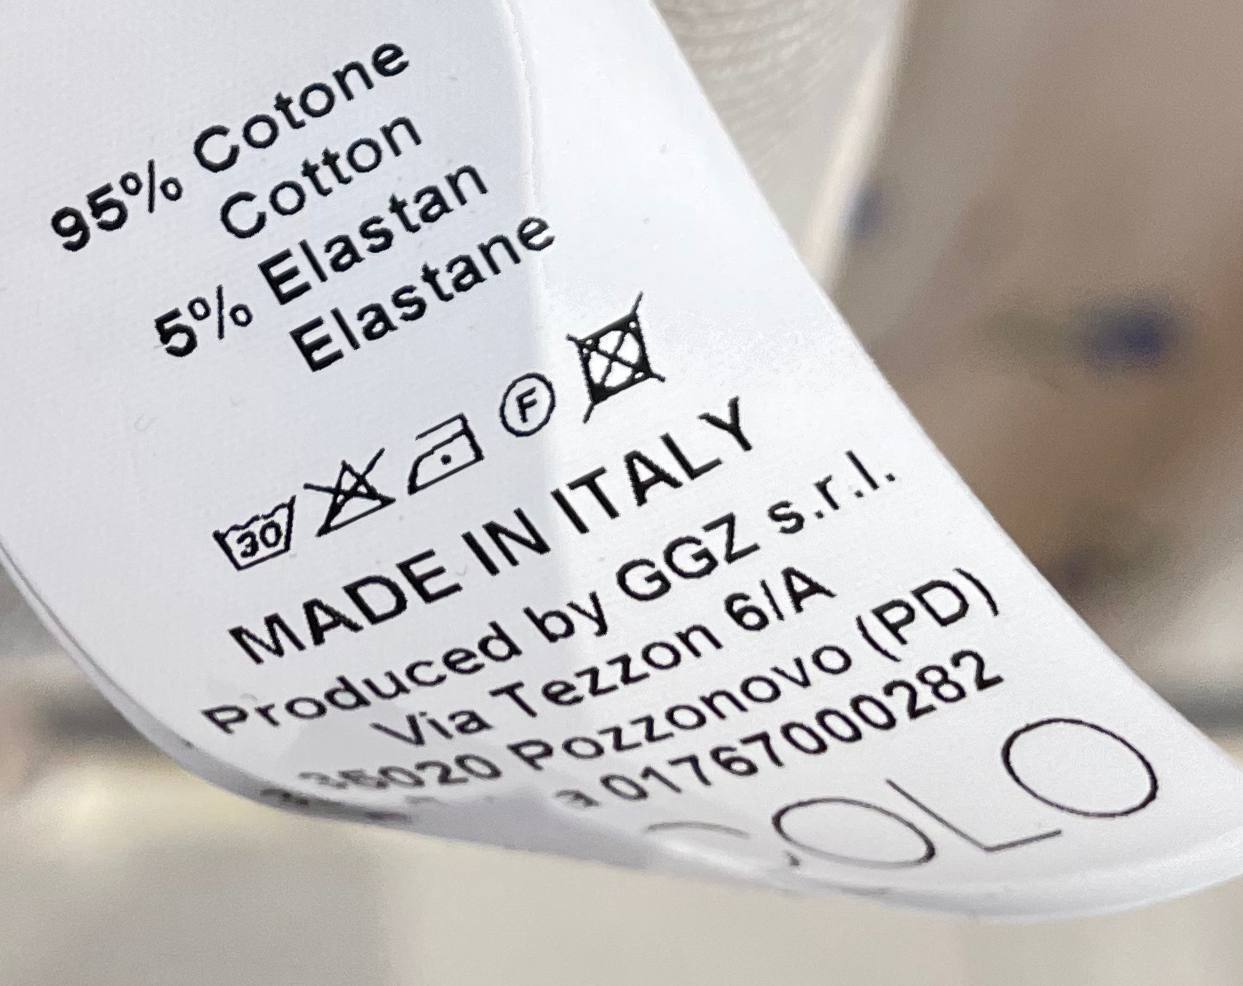 95% Cotone
Cotton
5% Elastan
Elastane
30 F
MADE IN ITALY
Produced by GGZ s.r.l.
Via Tezzon 6/A
35020 Pozzonovo (PD)
01767000282
COLO